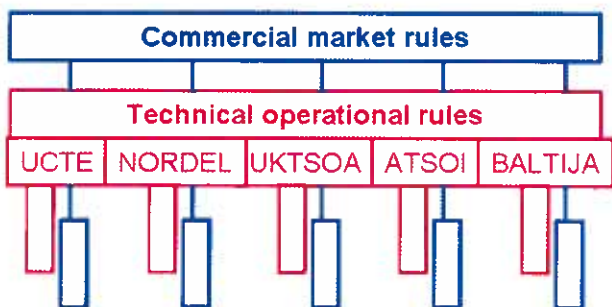 Commercial market rules
Technical operational rules
UCTE NORDEL UKTSOA ATSOI BALTIJA